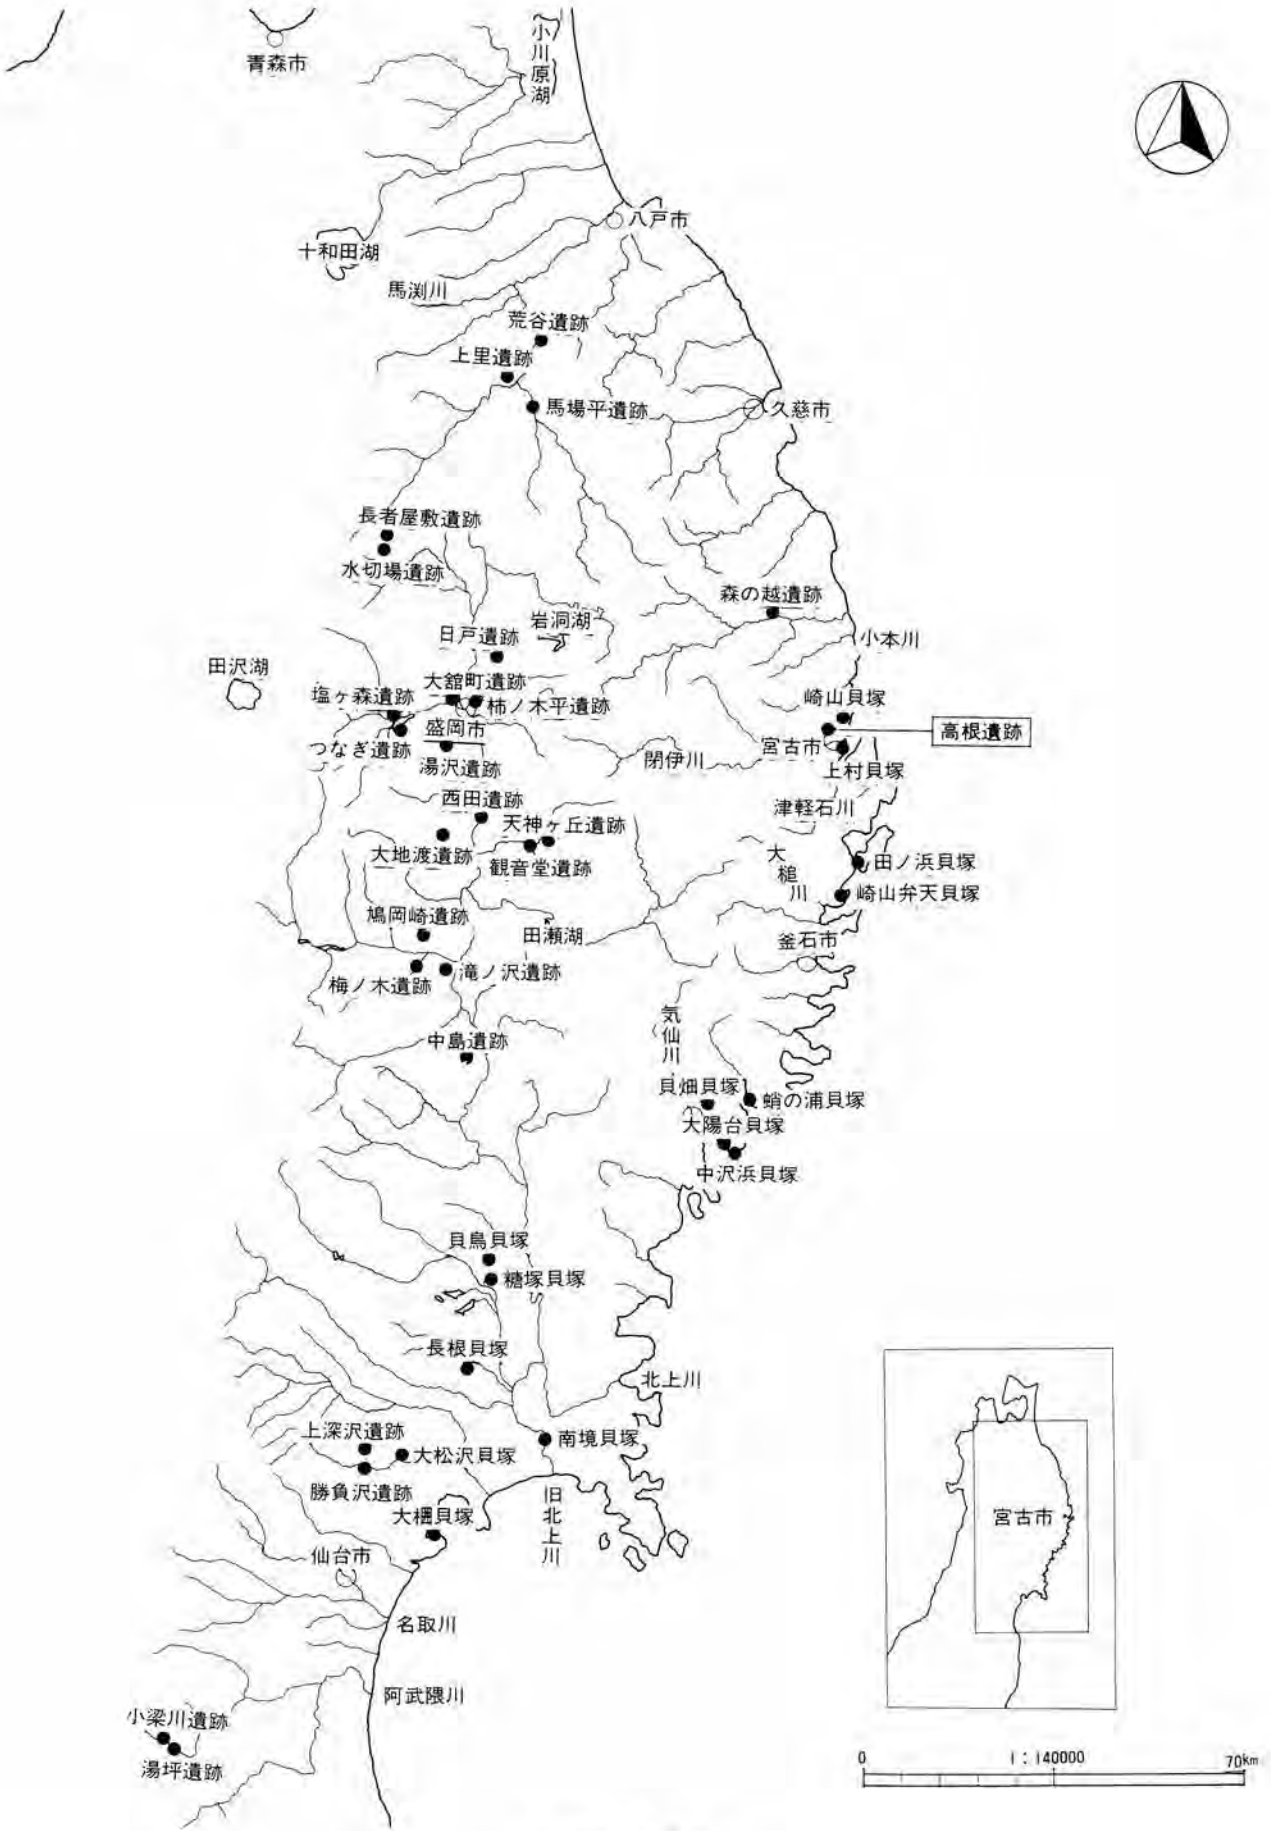 小川原湖
青森市
八戸市
十和田湖
馬渕川
荒谷遺跡
上里遺跡
馬場平遺跡
久慈市
長者屋敷遺跡
水切場遺跡
森の越遺跡
岩洞湖
日戸遺跡
小本川
田沢湖
大舘町遺跡
塩ヶ森遺跡
柿ノ木平遺跡
崎山貝塚
高根遺跡
盛岡市
つなぎ遺跡
宮古市
閉伊川
湯沢遺跡
上村貝塚
西田遺跡
津軽石川
天神ヶ丘遺跡
大地渡遺跡
観音堂遺跡
大槌川
田ノ浜貝塚
崎山弁天貝塚
鳩岡崎遺跡
田瀬湖
釜石市
梅ノ木遺跡
滝ノ沢遺跡
気仙川
中島遺跡
貝畑貝塚
蛸の浦貝塚
大陽台貝塚
中沢浜貝塚
貝鳥貝塚
糖塚貝塚
長根貝塚
北上川
上深沢遺跡
大松沢貝塚
南境貝塚
勝負沢遺跡
大棚貝塚
旧北上川
仙台市
宮古市
名取川
阿武隈川
小梁川遺跡
湯坪遺跡
0 1:140000 70km